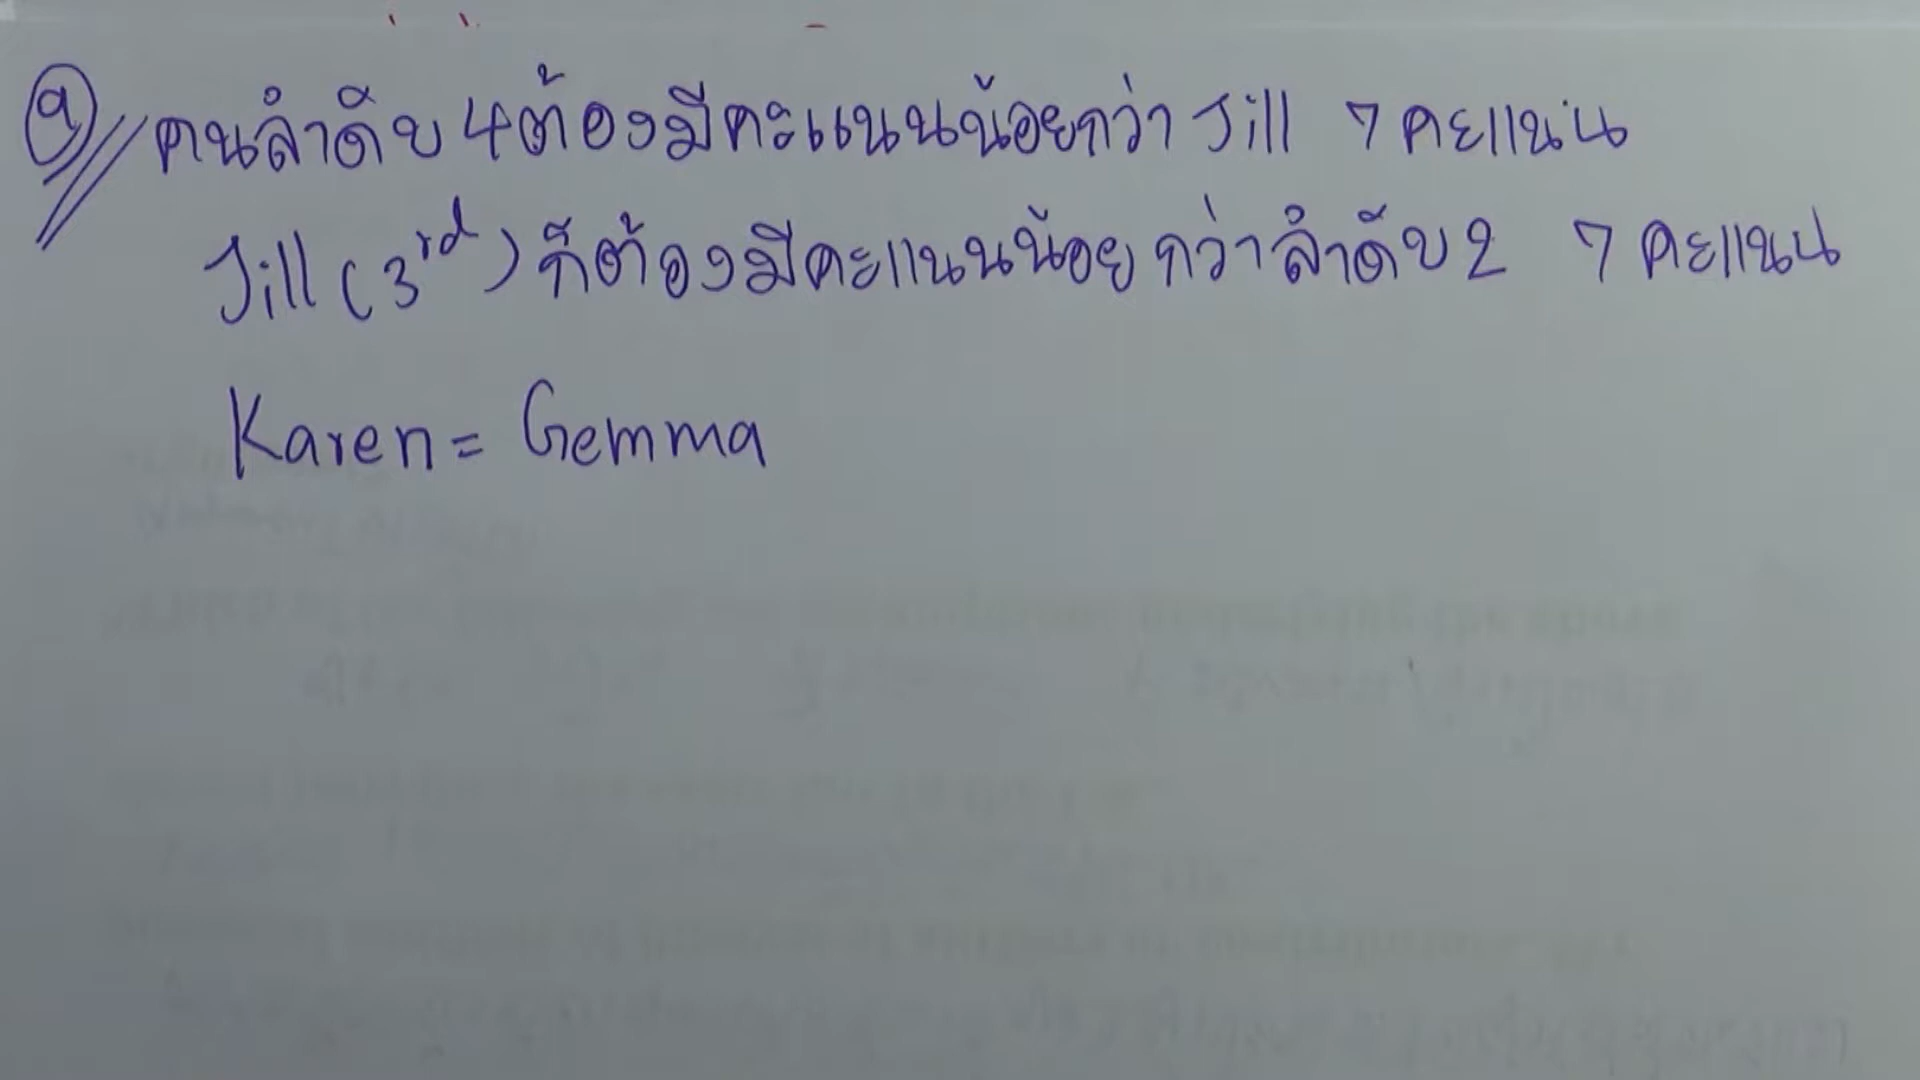 a
คนลำดับ 4 ต้องมีคะแนนน้อยกว่า Jill 7 คะแนน
Jill (3rd) ก็ต้องมีคะแนนน้อยกว่าลำดับ 2 7 คะแนน
Karen = Gemma